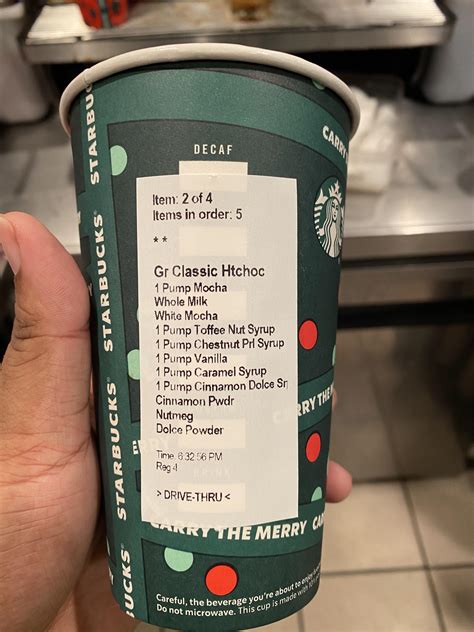 DECAF
Item: 2 of 4
Items in order: 5
**
Gr Classic Htchoc
1 Pump Mocha
Whole Milk
White Mocha
1 Pump Toffee Nut Syrup
1 Pump Chestnut Prl Syrup
1 Pump Vanilla
1 Pump Caramel Syrup
1 Pump Cinnamon Dolce
Cinnamon Pwdr
Nutmeg
Dolce Powder
Time: 6:32:56 PM
Reg 4
> DRIVE-THRU <
STARBUCKS
STARBUCKS
STARBUCKS
CARRY THE MERRY
Careful, the beverage you're about to enjoy
Do not microwave. This cup is made with